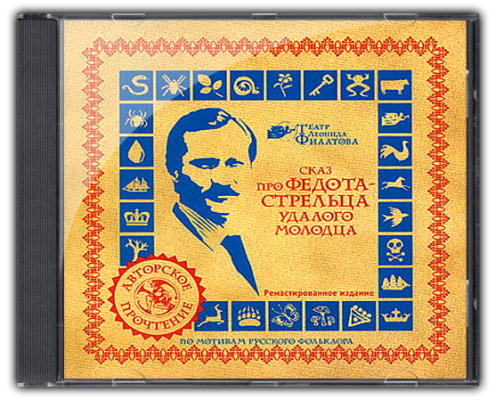 Театр
Леонида
Филатова
Сказ
про Федота-
стрельца
удалого
молодца
Ремастированное издание
АВТОРСКОЕ
ПРОЧТЕНИЕ
по мотивам русского фольклора